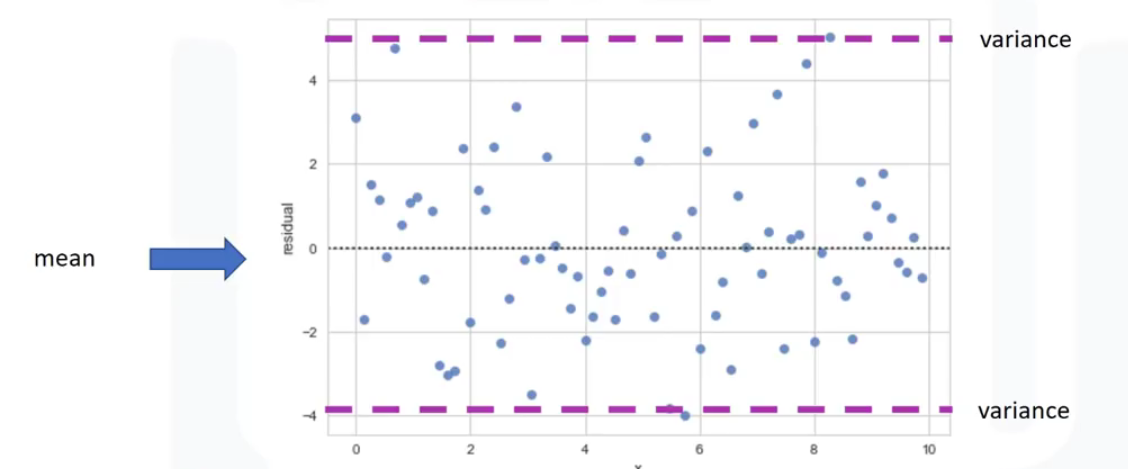 variance
4
2
residual
mean
0
−2
−4
variance
0 2 4 6 8 10
x